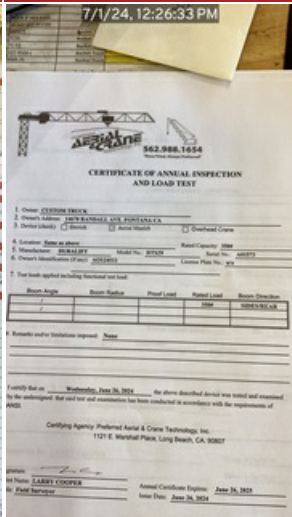 7/1/24, 12:26:33 PM
AERIAL
CRANE
562.988.1654
CERTIFICATE OF ANNUAL INSPECTION
AND LOAD TEST
1. Owner: CUSTOM TRUCK
2. Owner's Address: RANDALL AVE. FONTANA CA
3. Device (check): Derrick Aerial Manlift Overhead Crane
4. Location: Same as above Rated Capacity: 350#
5. Manufacturer: DURALIFT Model No.: Serial No.:
6. Owner's Identification (if any): License Plate No.:
7. Test loads applied including functional test load:
Boom Angle Boom Radius Proof Load Rated Load Boom Direction
350# SIDES/REAR
Remarks and/or limitations imposed: None
I certify that on Wednesday, June 26, 2024 the above described device was tested and examined
by the undersigned: that said test and examination has been conducted in accordance with the requirements of
ANSI.
Certifying Agency: Preferred Aerial & Crane Technology, Inc.
1121 E. Marshall Place, Long Beach, CA. 90807
Name: LARRY COOPER Annual Certificate Expires: June 26, 2025
Field Surveyor Issue Date: June 26, 2024